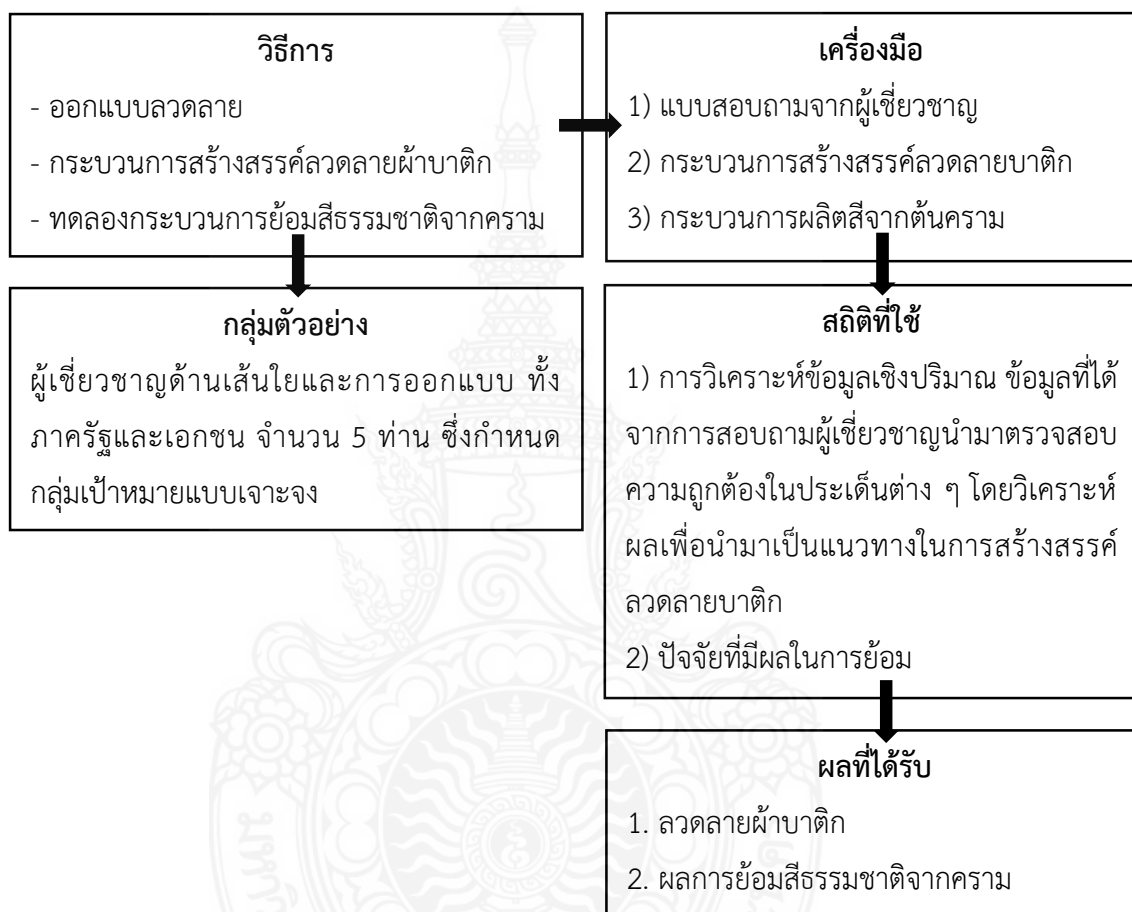 วิธีการ
- ออกแบบลวดลาย
- กระบวนการสร้างสรรค์ลวดลายผ้าบาติก
- ทดลองกระบวนการย้อมสีธรรมชาติจากคราม
เครื่องมือ
1) แบบสอบถามจากผู้เชี่ยวชาญ
2) กระบวนการสร้างสรรค์ลวดลายบาติก
3) กระบวนการผลิตสีจากต้นคราม
กลุ่มตัวอย่าง
ผู้เชี่ยวชาญด้านเส้นใยและการออกแบบ ทั้ง
ภาครัฐและเอกชน จำนวน 5 ท่าน ซึ่งกำหนด
กลุ่มเป้าหมายแบบเจาะจง
สถิติที่ใช้
1) การวิเคราะห์ข้อมูลเชิงปริมาณ ข้อมูลที่ได้
จากการสอบถามผู้เชี่ยวชาญนำมาตรวจสอบ
ความถูกต้องในประเด็นต่าง ๆ โดยวิเคราะห์
ผลเพื่อนำมาเป็นแนวทางในการสร้างสรรค์
ลวดลายบาติก
2) ปัจจัยที่มีผลในการย้อม
ผลที่ได้รับ
1. ลวดลายผ้าบาติก
2. ผลการย้อมสีธรรมชาติจากคราม